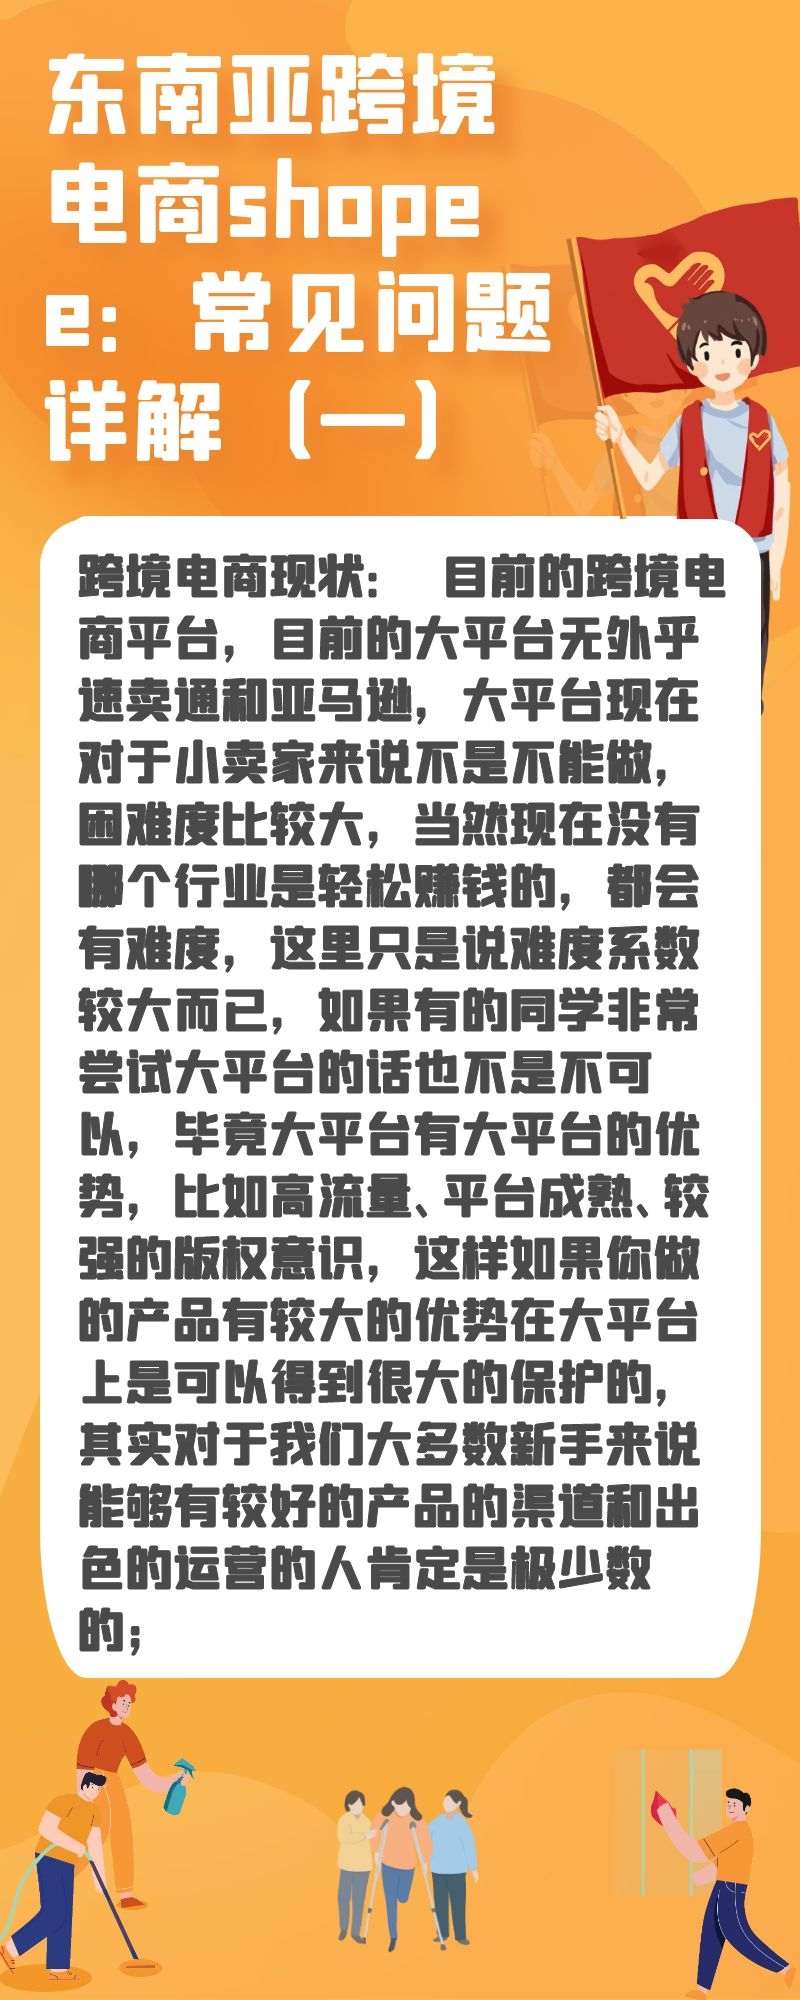 东南亚跨境
电商shope
e：常见问题
详解（一）
跨境电商现状： 目前的跨境电
商平台，目前的大平台无外乎
速卖通和亚马逊，大平台现在
对于小卖家来说不是不能做，
困难度比较大，当然现在没有
哪个行业是轻松赚钱的，都会
有难度，这里只是说难度系数
较大而已，如果有的同学非常
尝试大平台的话也不是不可
以，毕竟大平台有大平台的优
势，比如高流量、平台成熟、较
强的版权意识，这样如果你做
的产品有较大的优势在大平台
上是可以得到很大的保护的，
其实对于我们大多数新手来说
能够有较好的产品的渠道和出
色的运营的人肯定是极少数
的；